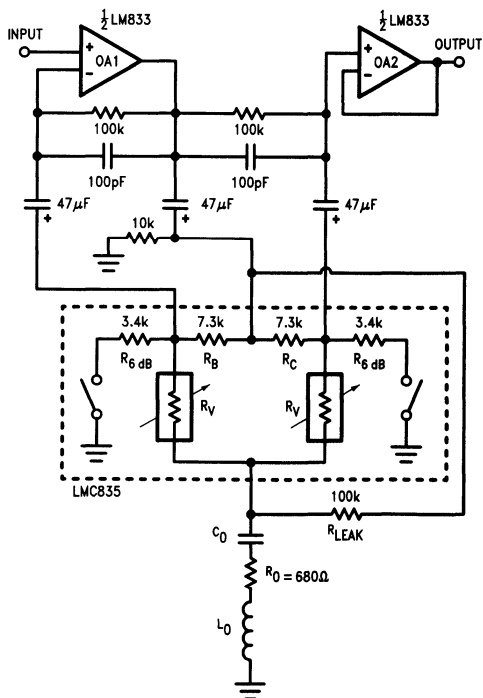 ½ LM833
½ LM833
INPUT
+
-
OA1
+
-
OA2
OUTPUT
100k
100k
100pF
100pF
47μF
+
47μF
+
47μF
+
10k
3.4k
7.3k
7.3k
3.4k
R6 dB
RB
RC
R6 dB
RV
RV
LMC835
100k
RLEAK
C0
R0 = 680Ω
L0